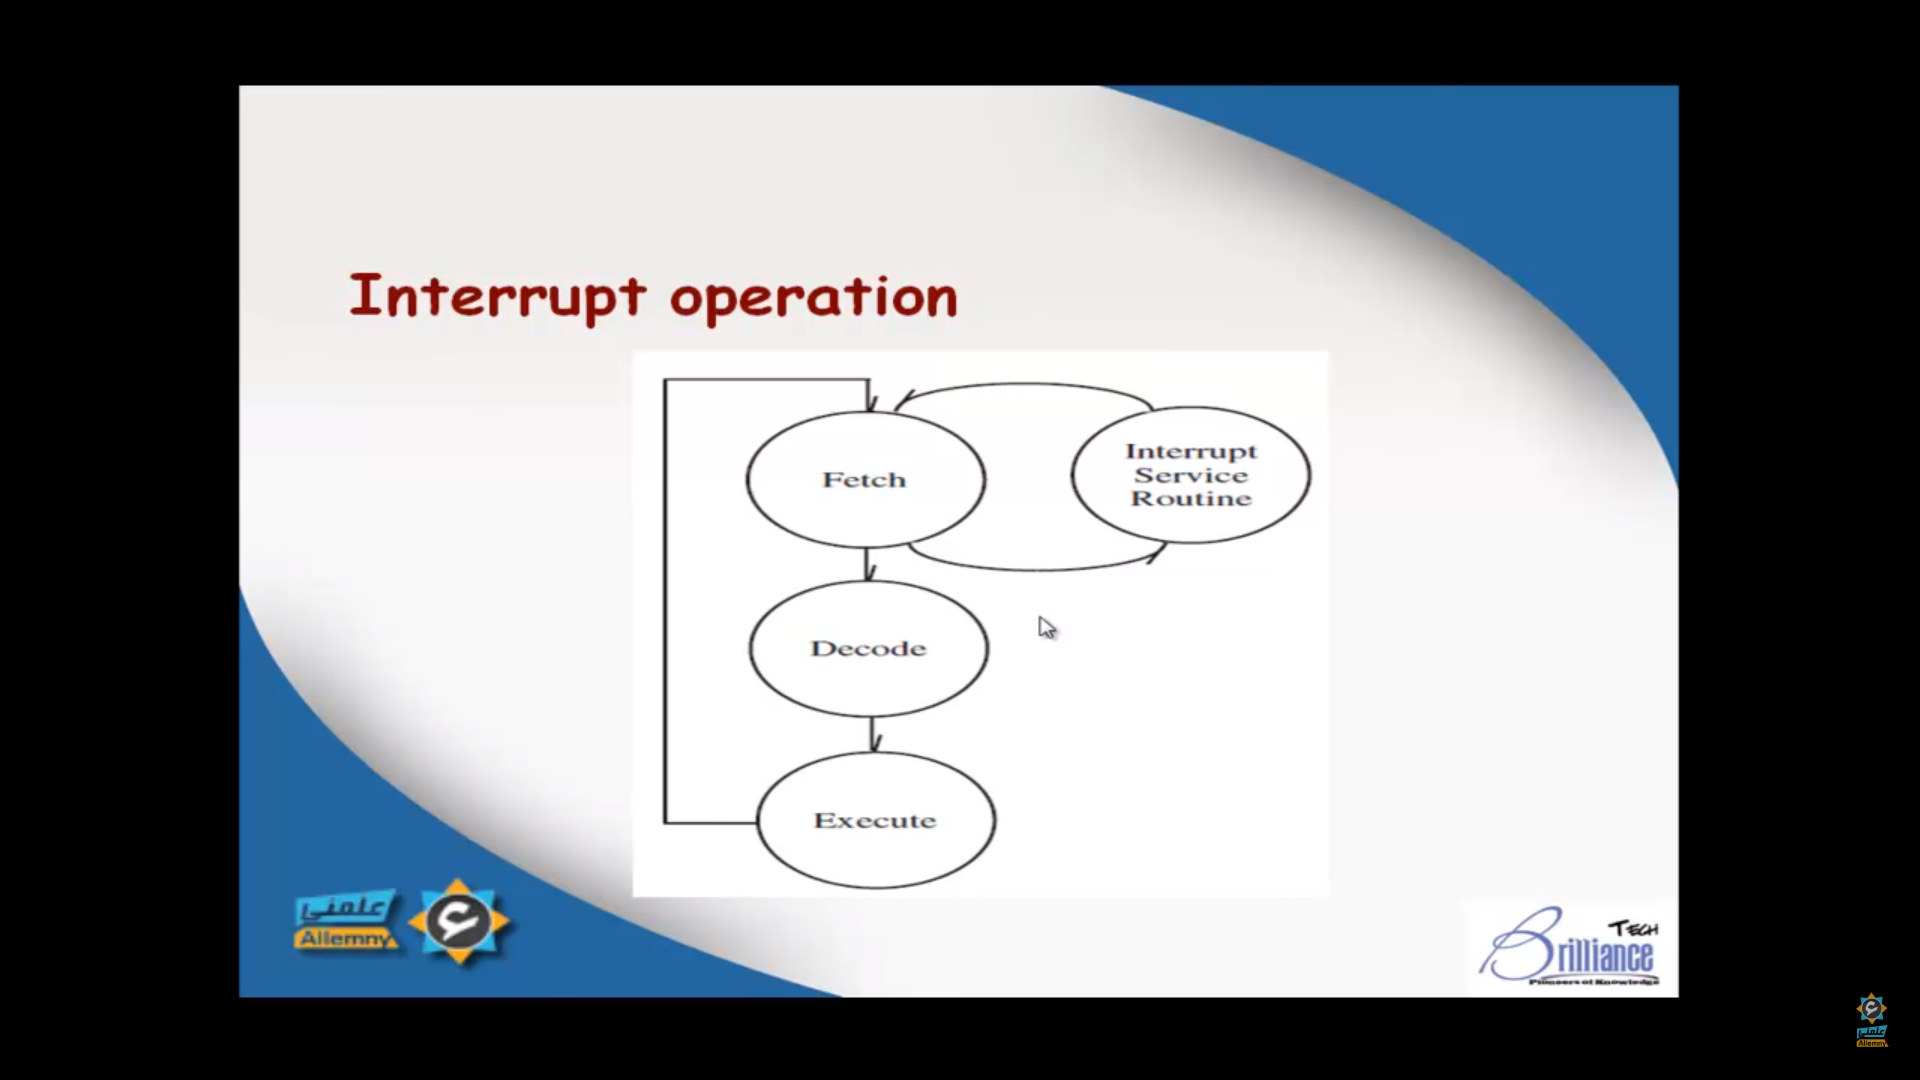 Interrupt operation
Fetch
Interrupt
Service
Routine
Decode
Execute
علمني
Allemny
Tech
Brilliance
Pioneers of Knowledge
علمني
Allemny